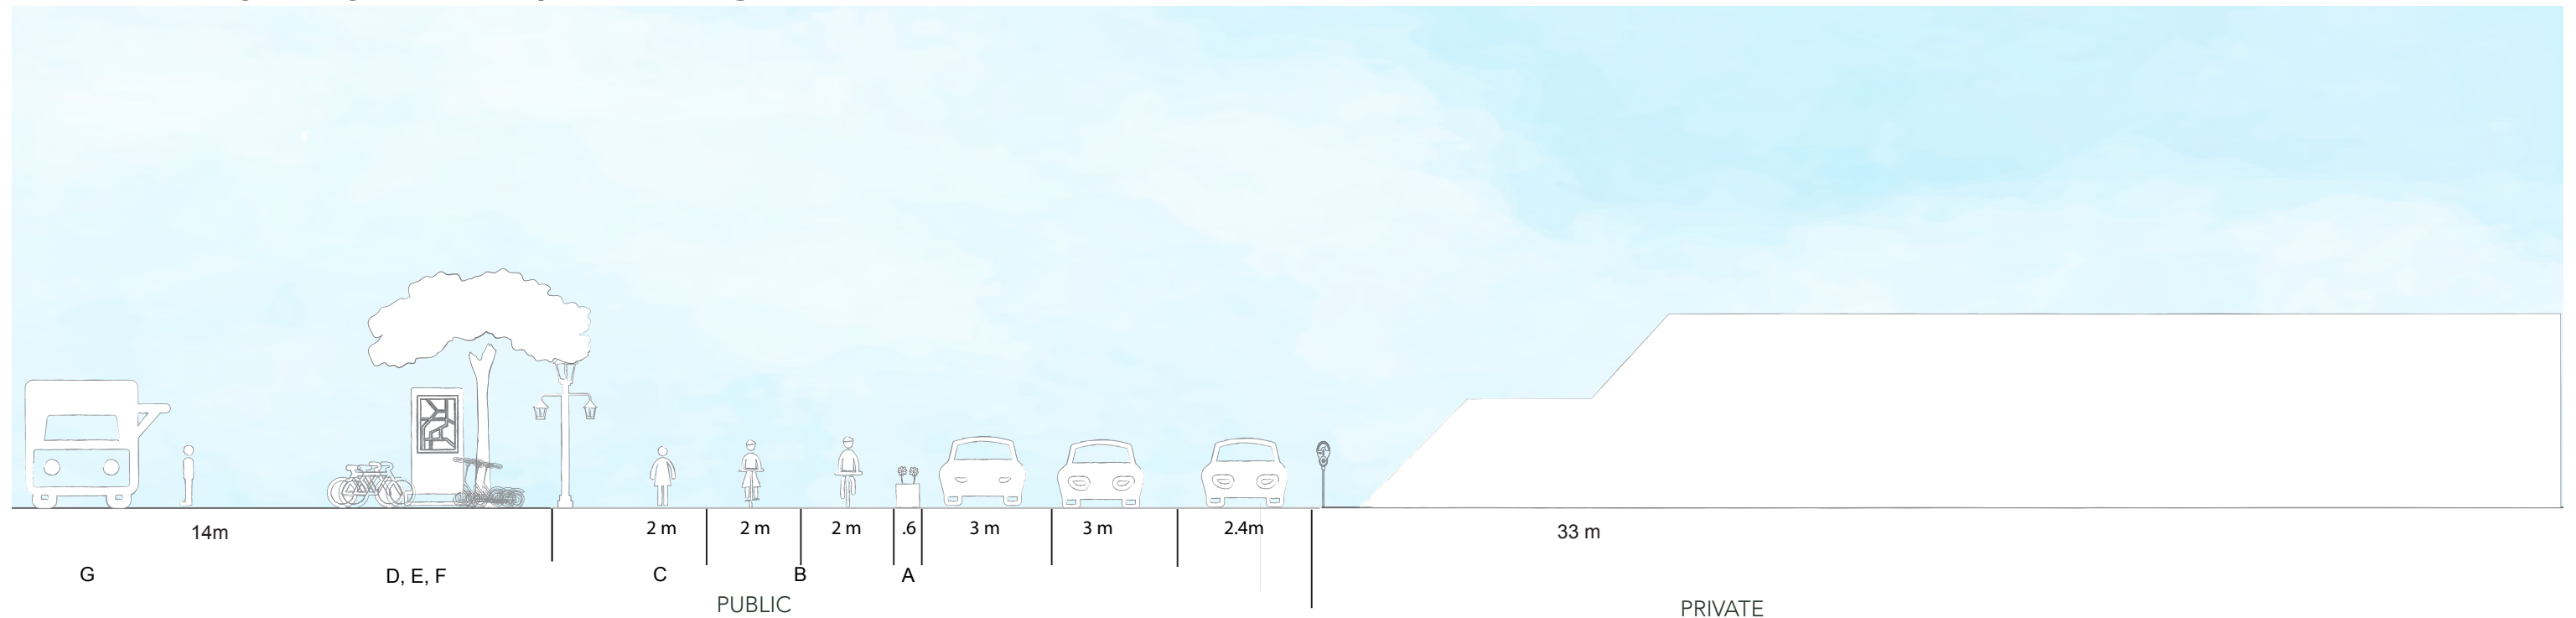 14m
2 m
2 m
2 m
.6
3 m
3 m
2.4m
33 m
G
D, E, F
C
B
A
PUBLIC
PRIVATE